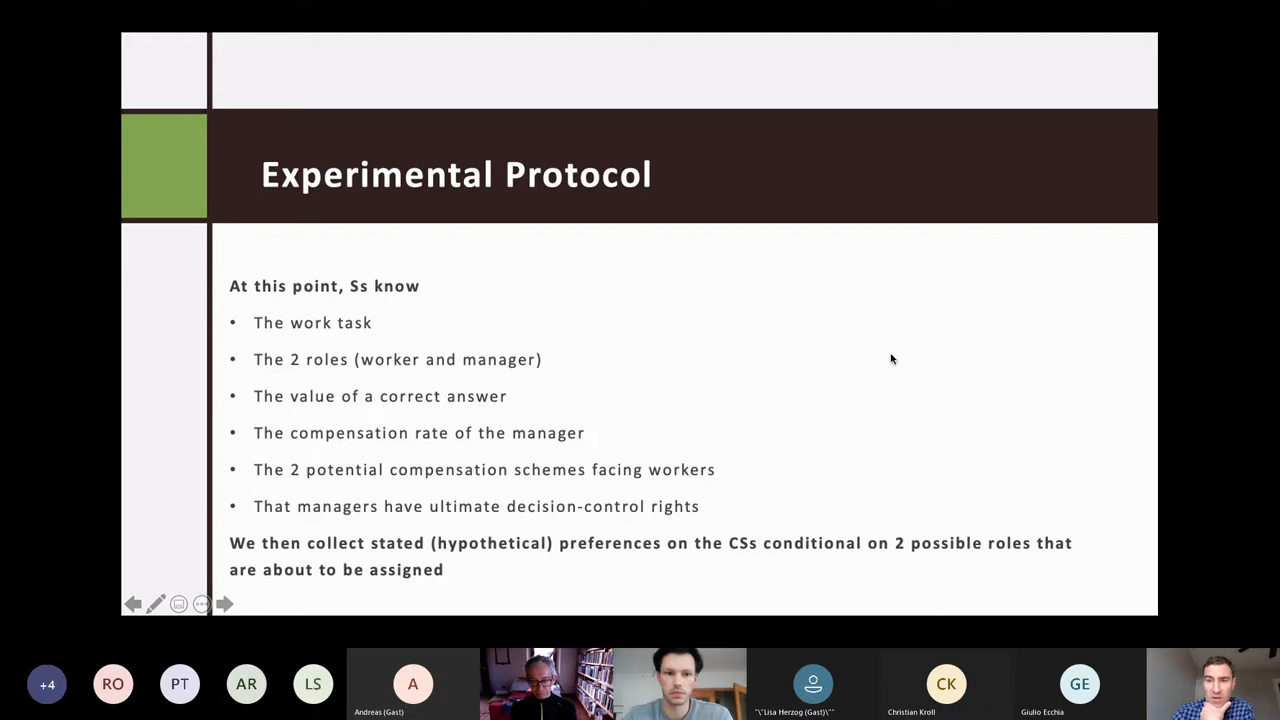 Experimental Protocol
At this point, Ss know
• The work task
• The 2 roles (worker and manager)
• The value of a correct answer
• The compensation rate of the manager
• The 2 potential compensation schemes facing workers
• That managers have ultimate decision-control rights
We then collect stated (hypothetical) preferences on the CSs conditional on 2 possible roles that
are about to be assigned
+4
RO
PT
AR
LS
A
CK
GE
Andreas (Gast)
"\"Lisa Herzog (Gast)\""
Christian Kroll
Giulio Ecchia